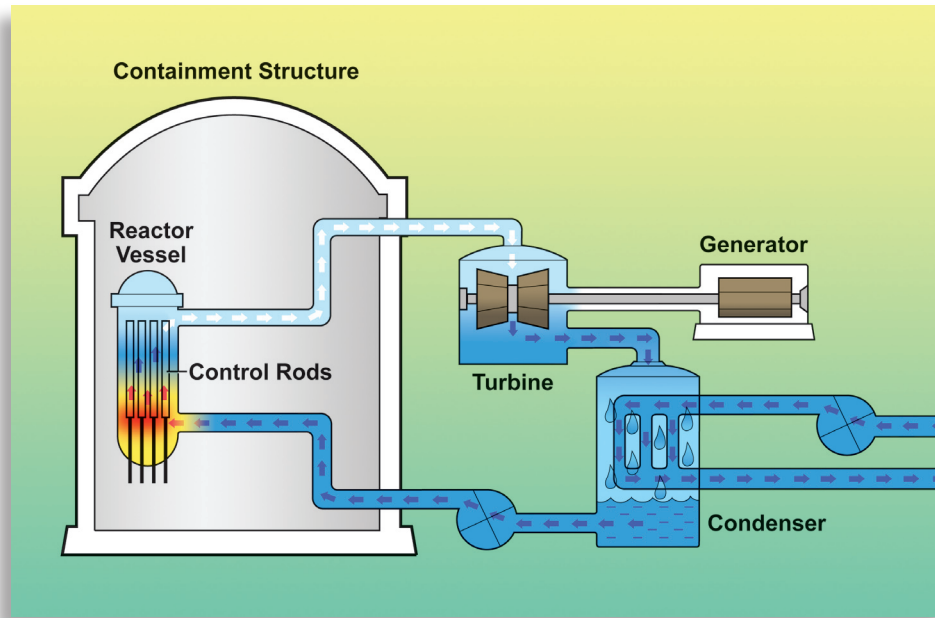 Containment Structure
Reactor
Vessel
Generator
Control Rods
Turbine
Condenser